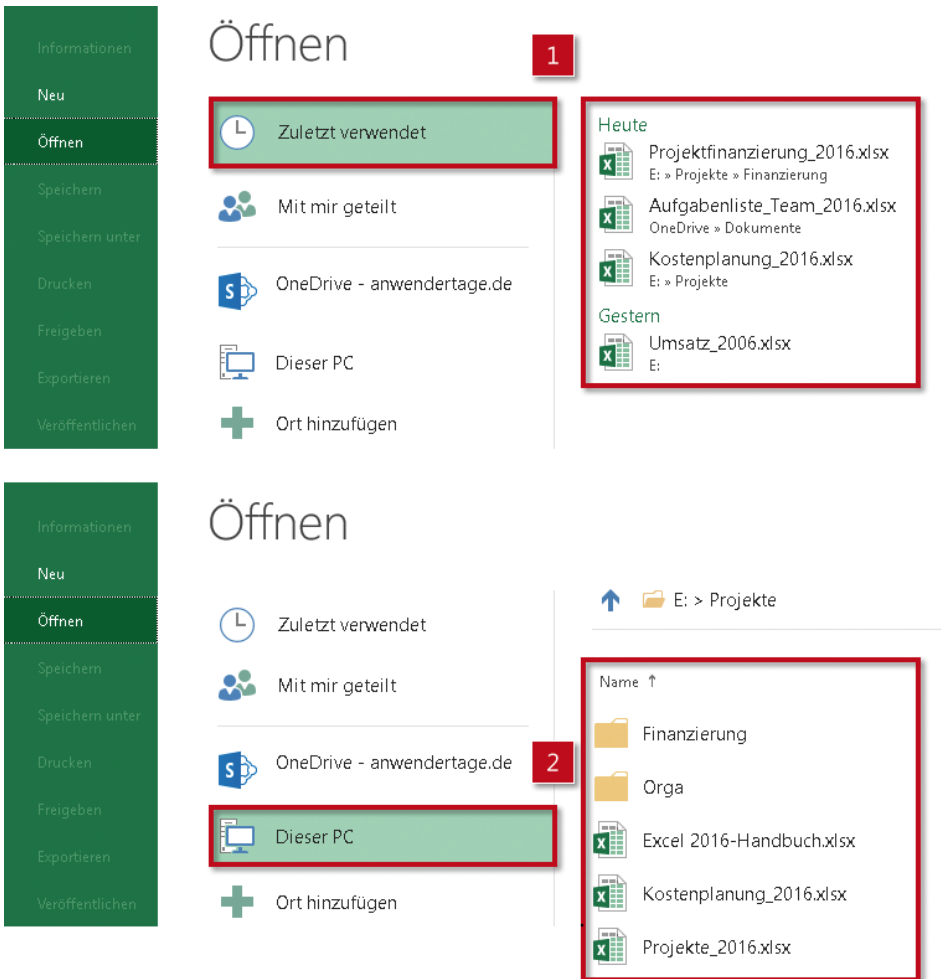 Informationen
Neu
Öffnen
Speichern
Speichern unter
Drucken
Freigeben
Exportieren
Veröffentlichen
Öffnen
1
Zuletzt verwendet
Mit mir geteilt
OneDrive - anwendertage.de
Dieser PC
Ort hinzufügen
Heute
Projektfinanzierung_2016.xlsx
E: » Projekte » Finanzierung
Aufgabenliste_Team_2016.xlsx
OneDrive » Dokumente
Kostenplanung_2016.xlsx
E: » Projekte
Gestern
Umsatz_2006.xlsx
E:
Informationen
Neu
Öffnen
Speichern
Speichern unter
Drucken
Freigeben
Exportieren
Veröffentlichen
Öffnen
Zuletzt verwendet
Mit mir geteilt
OneDrive - anwendertage.de
2
Dieser PC
Ort hinzufügen
E: > Projekte
Name ↑
Finanzierung
Orga
Excel 2016-Handbuch.xlsx
Kostenplanung_2016.xlsx
Projekte_2016.xlsx